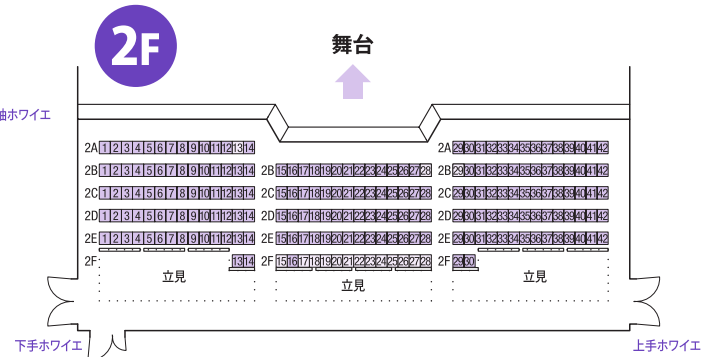 2F
舞台
袖ホワイエ
2A 1 2 3 4 5 6 7 8 9 10 11 12 13 14 2A 29 30 31 32 33 34 35 36 37 38 39 40 41 42
2B 1 2 3 4 5 6 7 8 9 10 11 12 13 14 2B 15 16 17 18 19 20 21 22 23 24 25 26 27 28 2B 29 30 31 32 33 34 35 36 37 38 39 40 41 42
2C 1 2 3 4 5 6 7 8 9 10 11 12 13 14 2C 15 16 17 18 19 20 21 22 23 24 25 26 27 28 2C 29 30 31 32 33 34 35 36 37 38 39 40 41 42
2D 1 2 3 4 5 6 7 8 9 10 11 12 13 14 2D 15 16 17 18 19 20 21 22 23 24 25 26 27 28 2D 29 30 31 32 33 34 35 36 37 38 39 40 41 42
2E 1 2 3 4 5 6 7 8 9 10 11 12 13 14 2E 15 16 17 18 19 20 21 22 23 24 25 26 27 28 2E 29 30 31 32 33 34 35 36 37 38 39 40 41 42
2F 13 14 2F 15 16 17 18 19 20 21 22 23 24 25 26 27 28 2F 29 30
立見 立見 立見
下手ホワイエ 上手ホワイエ